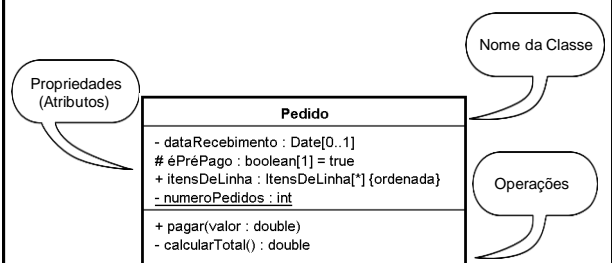 Nome da Classe
Propriedades
(Atributos)
Pedido
- dataRecebimento : Date[0..1]
# éPréPago : boolean[1] = true
+ itensDeLinha : ItensDeLinha[*] {ordenada}
- numeroPedidos : int
Operações
+ pagar(valor : double)
- calcularTotal() : double